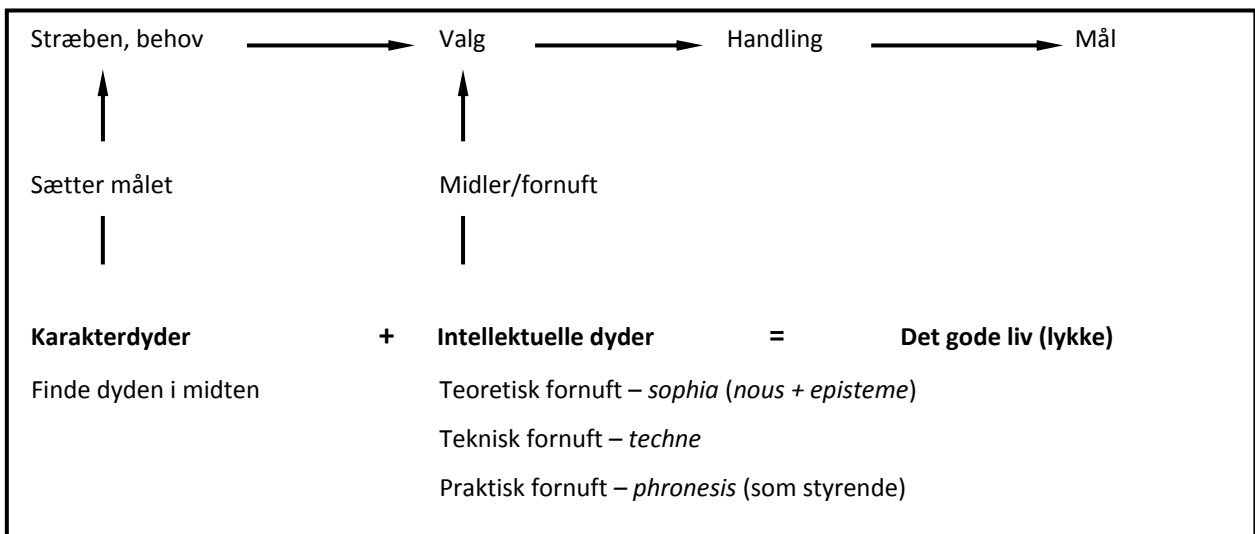 Stræben, behov Valg Handling Mål
Sætter målet Midler/fornuft
Karakterdyder + Intellektuelle dyder = Det gode liv (lykke)
Finde dyden i midten Teoretisk fornuft – sophia (nous + episteme)
Teknisk fornuft – techne
Praktisk fornuft – phronesis (som styrende)